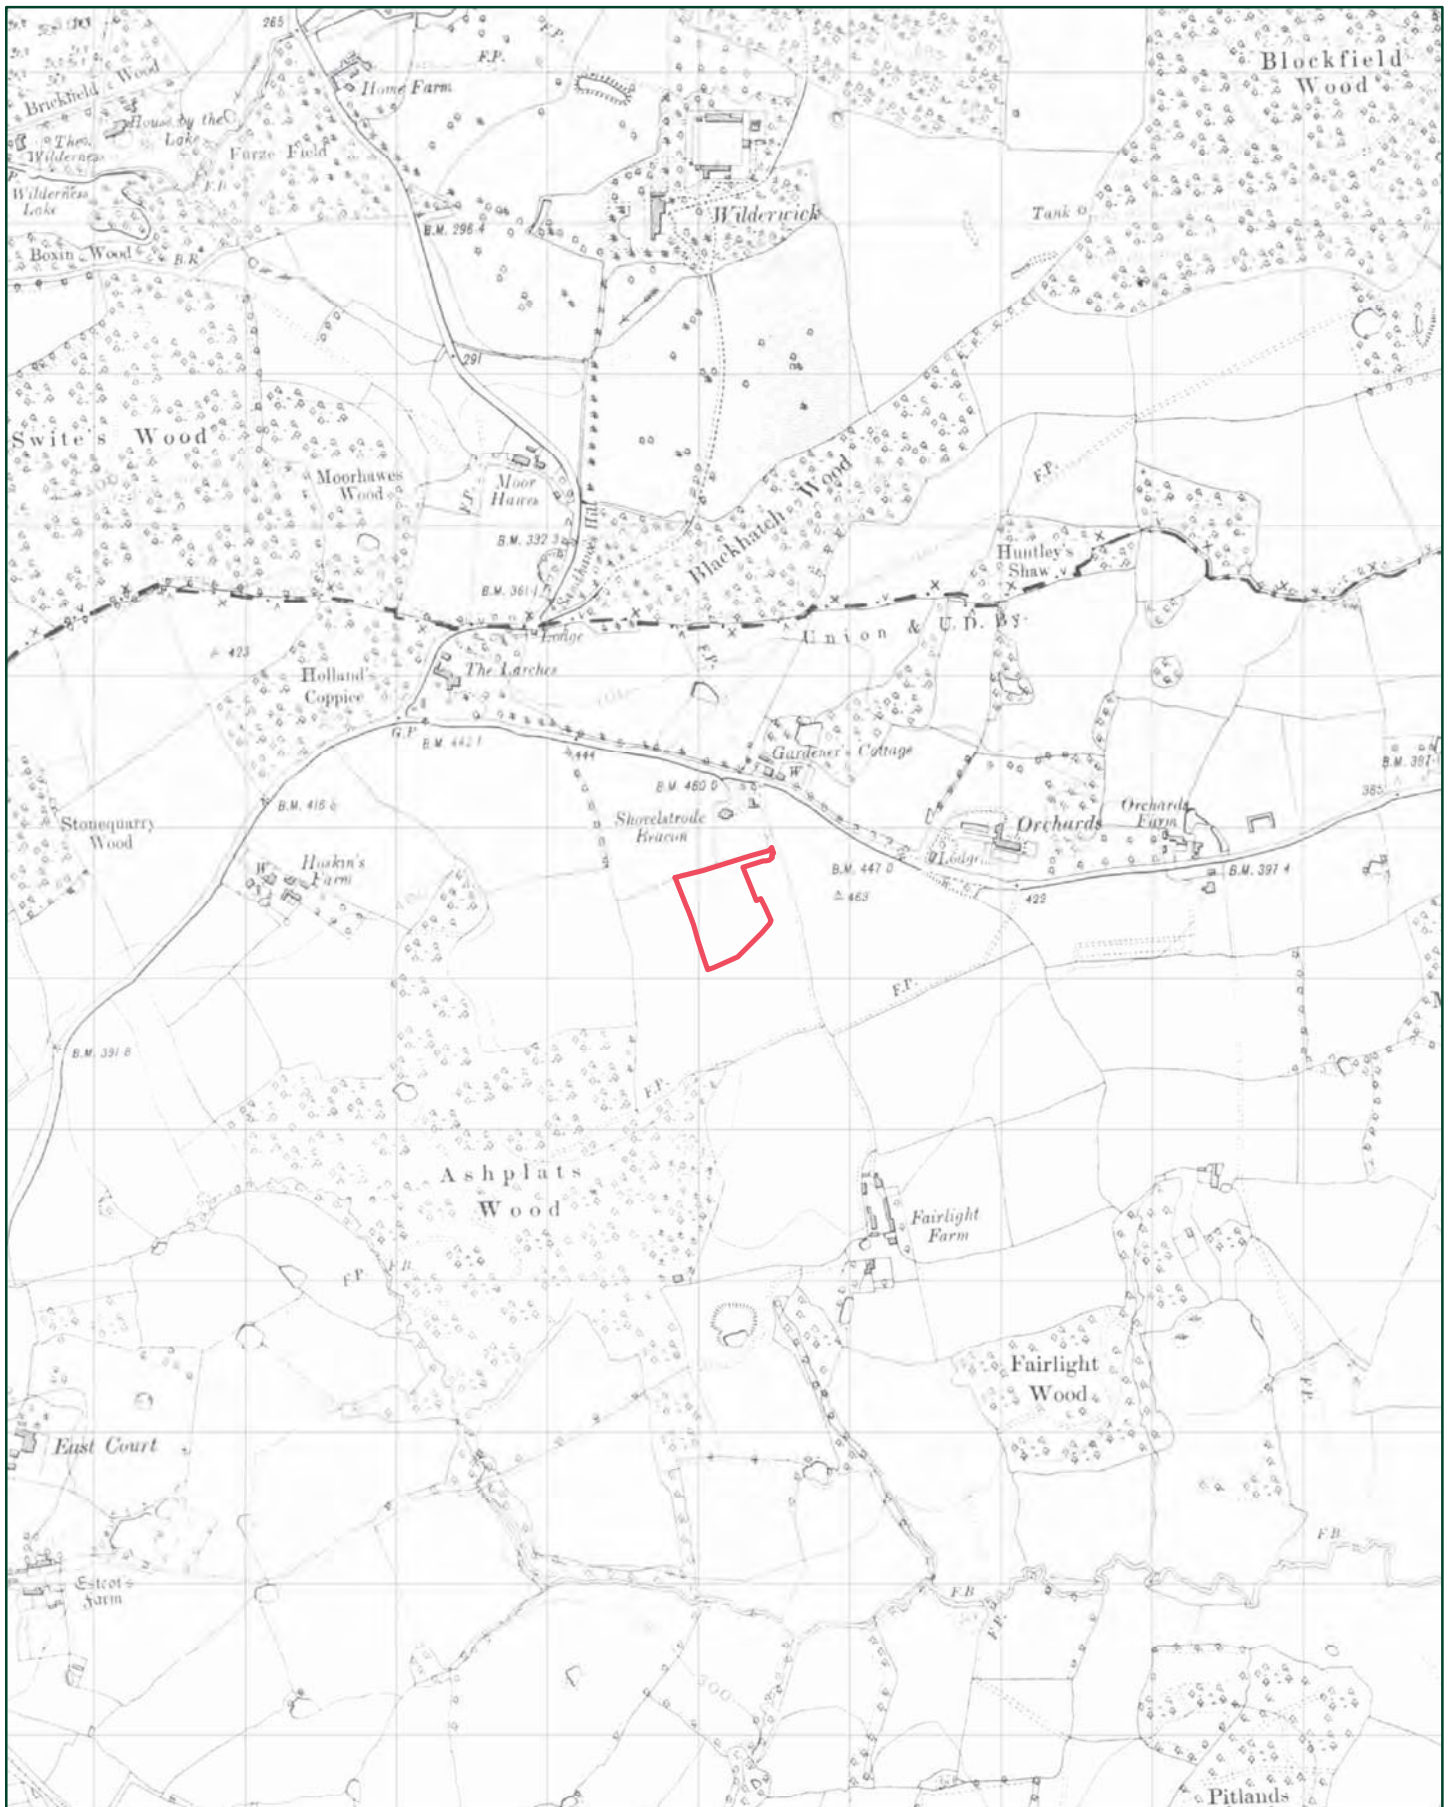 265
F.P.
F.P.
Blockfield
Wood
Brickfield Wood
Home Farm
House by the
Lake
The
Wilderness
Furze Field
Wilderness
Lake
Wilderwick
Tank
B.M. 296.4
Boxin Wood
B.R.
291
Swite's Wood
Moorhawes
Wood
F.P.
Moor
Hawes
F.P.
Blackhatch Wood
B.M. 332.3
Huntley's
Shaw
B.M. 361.1
Lodge
Union & U.D. By.
423
Holland's
Coppice
The Larches
F.P.
G.P.
B.M. 442.1
444
Gardener's Cottage
W
B.M. 460.0
B.M. 397
385
B.M. 416.
Shovelstrode
Beacon
Orchards
Orchards
Farm
Stonequarry
Wood
W
Hoskin's
Farm
Lodge
B.M. 447.0
463
422
B.M. 397.4
F.P.
B.M. 391.8
F.P.
Ashplats
Wood
Fairlight
Farm
F.P.
F.B.
Fairlight
Wood
F.P.
East Court
Estcot's
Farm
F.B.
F.B.
F.P.
300
Pitlands